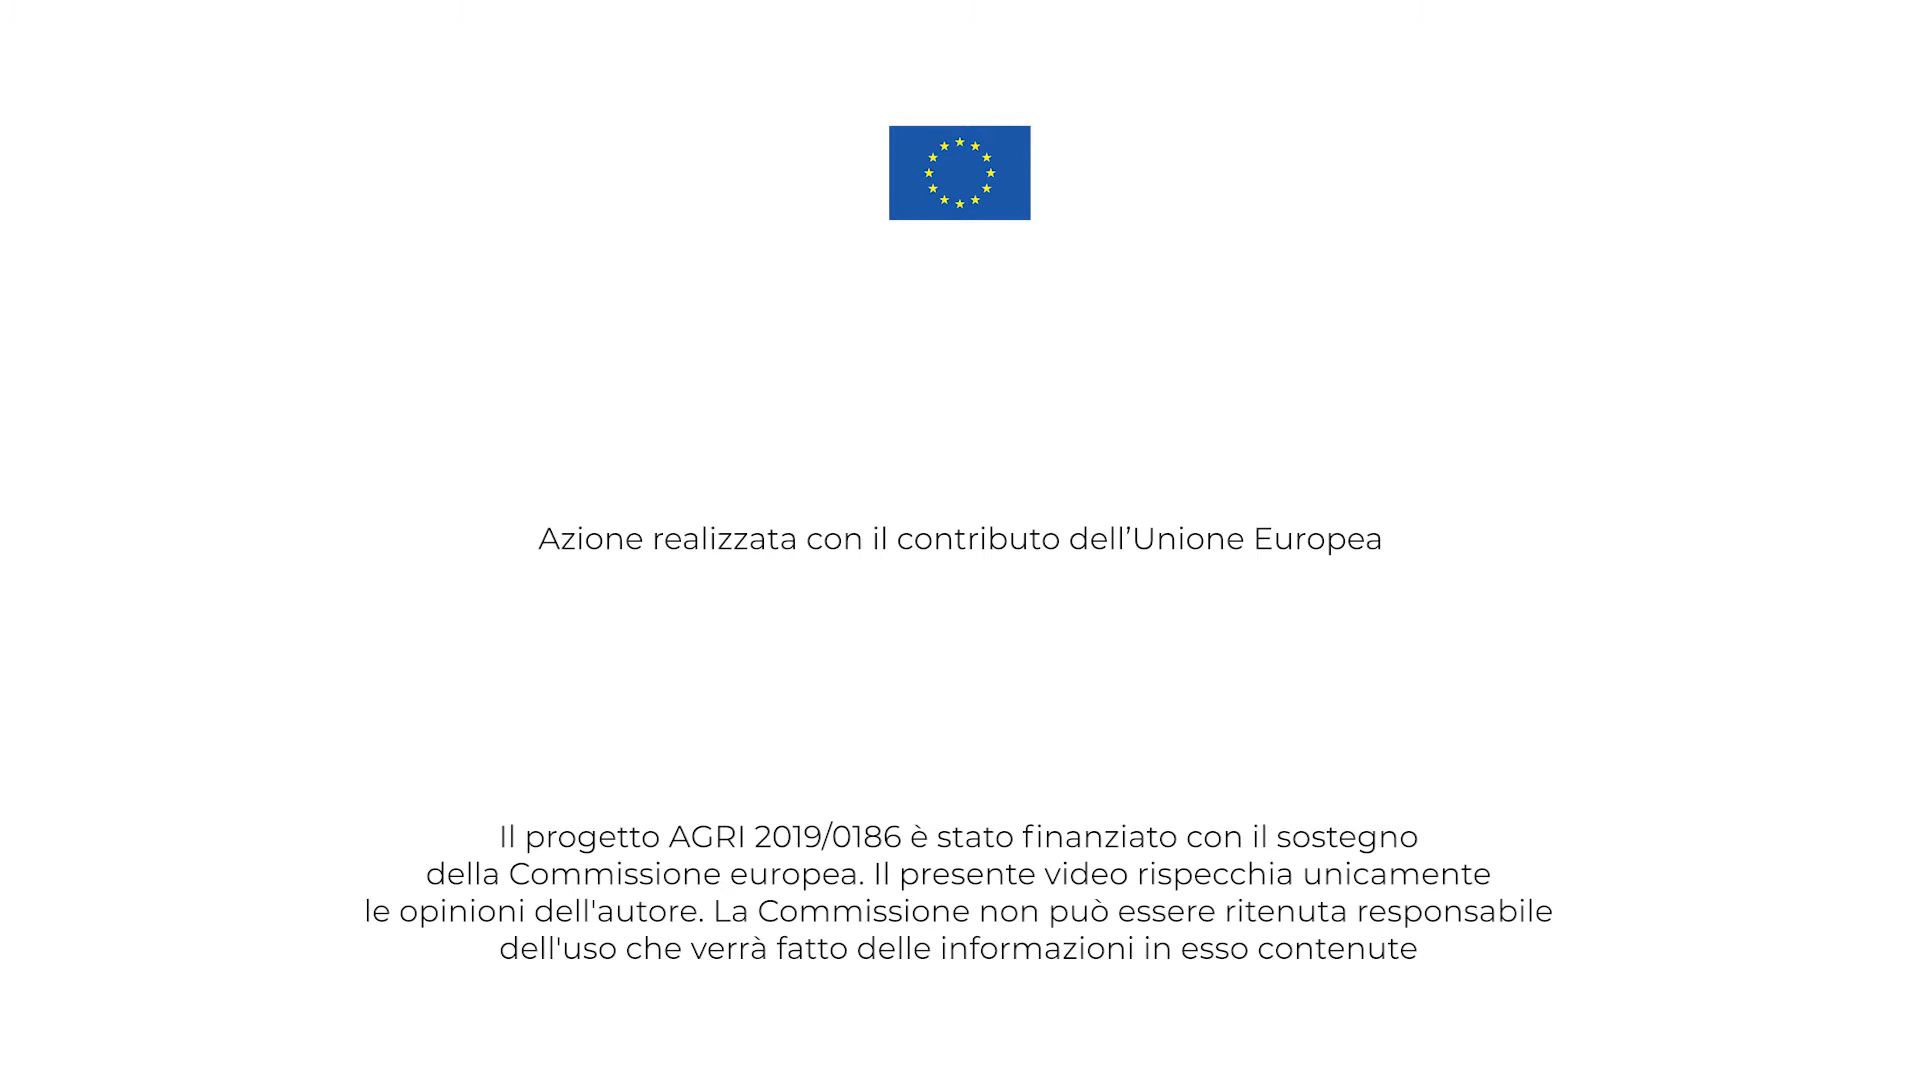 Azione realizzata con il contributo dell’Unione Europea
Il progetto AGRI 2019/0186 è stato finanziato con il sostegno
della Commissione europea. Il presente video rispecchia unicamente
le opinioni dell'autore. La Commissione non può essere ritenuta responsabile
dell'uso che verrà fatto delle informazioni in esso contenute